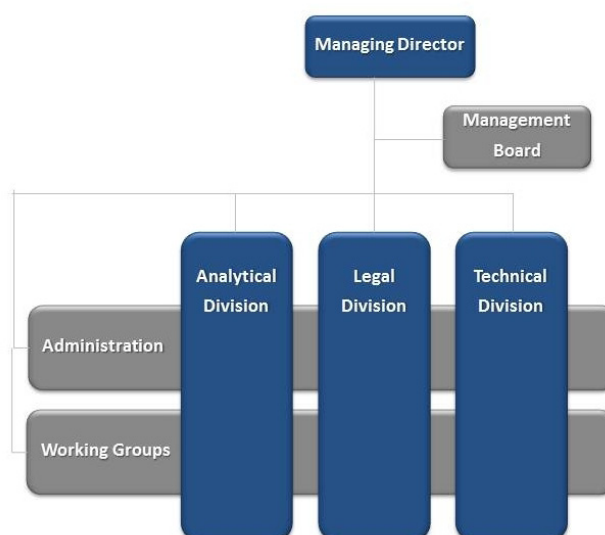 Managing Director
Management
Board
Analytical
Division
Legal
Division
Technical
Division
Administration
Working Groups